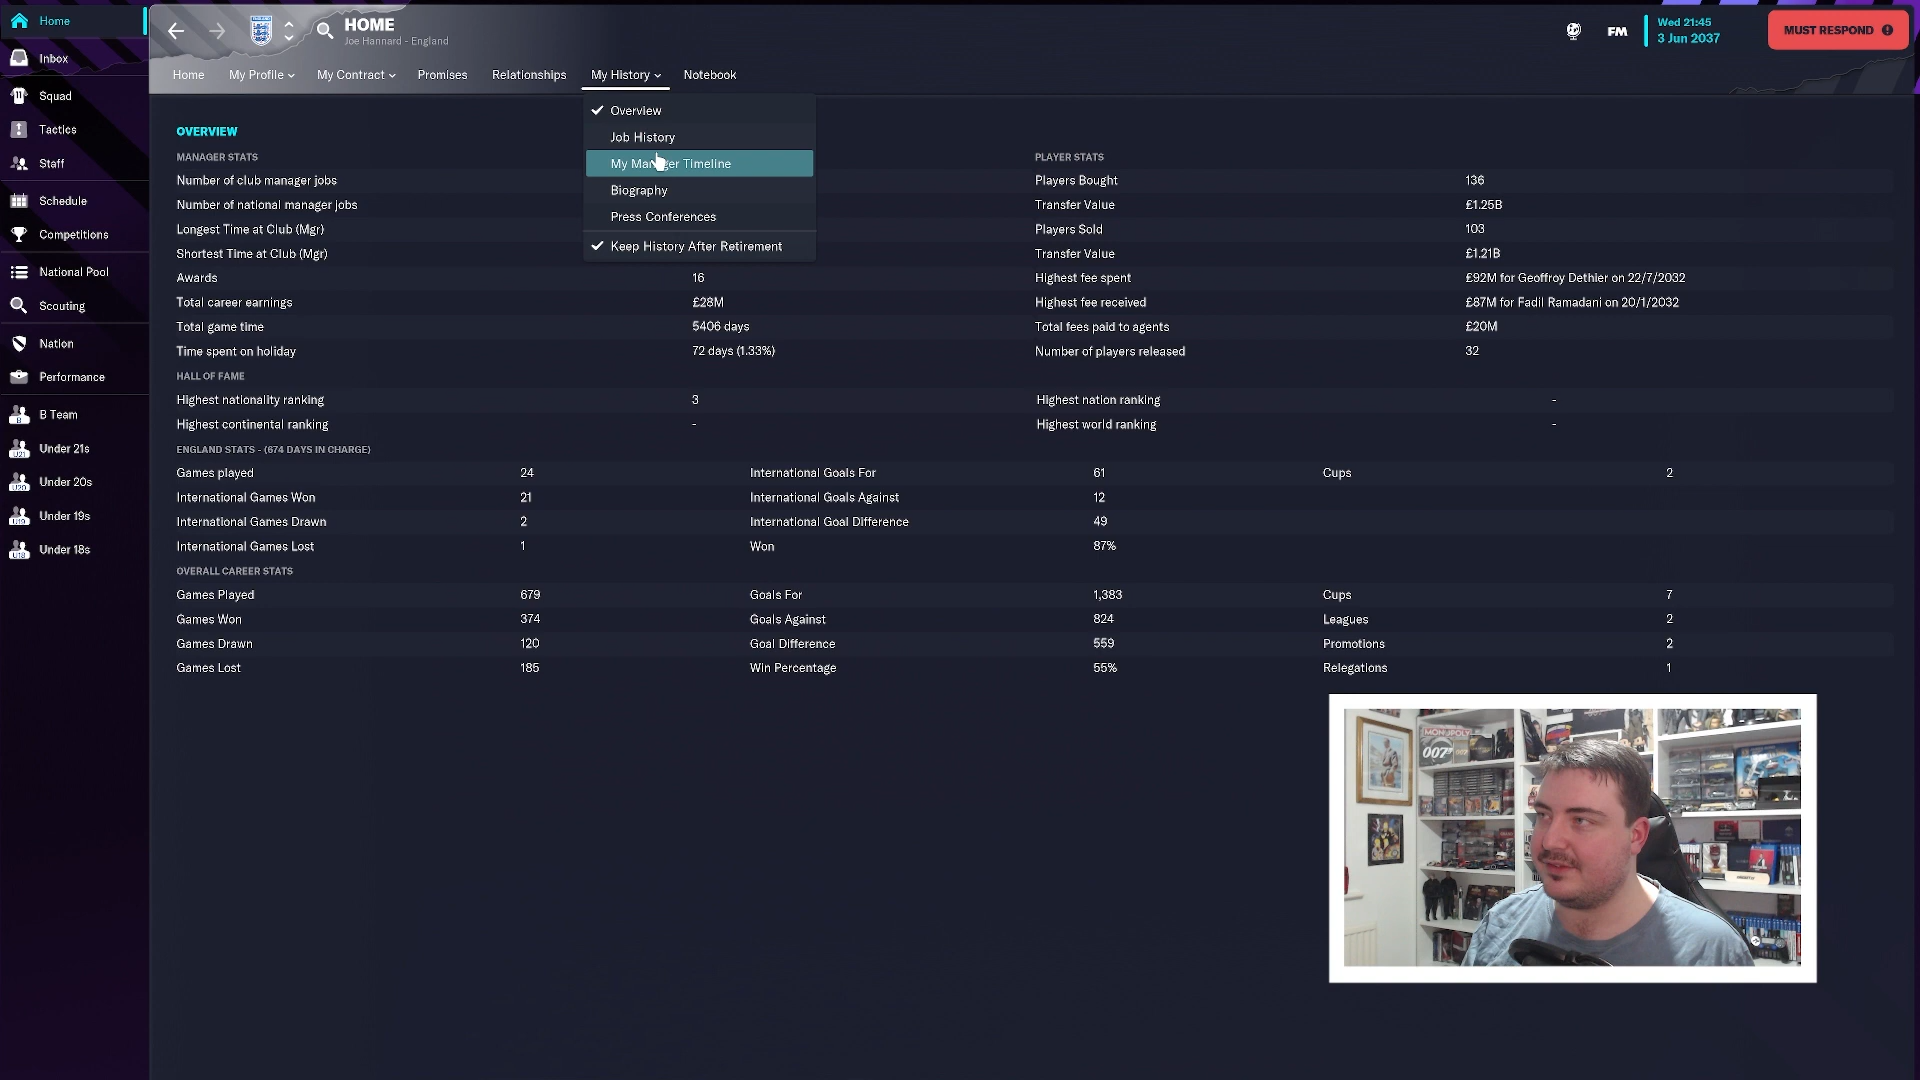 Home
Inbox
Squad
Tactics
Staff
Schedule
Competitions
National Pool
Scouting
Nation
Performance
B Team
Under 21s
Under 20s
Under 19s
Under 18s
HOME
Joe Hannard - England
FM
Wed 21:45
3 Jun 2037
MUST RESPOND
Home My Profile My Contract Promises Relationships My History Notebook
Overview
Job History
My Manager Timeline
Biography
Press Conferences
Keep History After Retirement
OVERVIEW
MANAGER STATS
Number of club manager jobs
Number of national manager jobs
Longest Time at Club (Mgr)
Shortest Time at Club (Mgr)
Awards 16
Total career earnings £28M
Total game time 5406 days
Time spent on holiday 72 days (1.33%)
PLAYER STATS
Players Bought 136
Transfer Value £1.25B
Players Sold 103
Transfer Value £1.21B
Highest fee spent £92M for Geoffroy Dethier on 22/7/2032
Highest fee received £87M for Fadil Ramadani on 20/1/2032
Total fees paid to agents £20M
Number of players released 32
HALL OF FAME
Highest nationality ranking 3 Highest nation ranking -
Highest continental ranking - Highest world ranking -
ENGLAND STATS - (674 DAYS IN CHARGE)
Games played 24 International Goals For 61 Cups 2
International Games Won 21 International Goals Against 12
International Games Drawn 2 International Goal Difference 49
International Games Lost 1 Won 87%
OVERALL CAREER STATS
Games Played 679 Goals For 1,383 Cups 7
Games Won 374 Goals Against 824 Leagues 2
Games Drawn 120 Goal Difference 559 Promotions 2
Games Lost 185 Win Percentage 55% Relegations 1
MONOPOLY
007